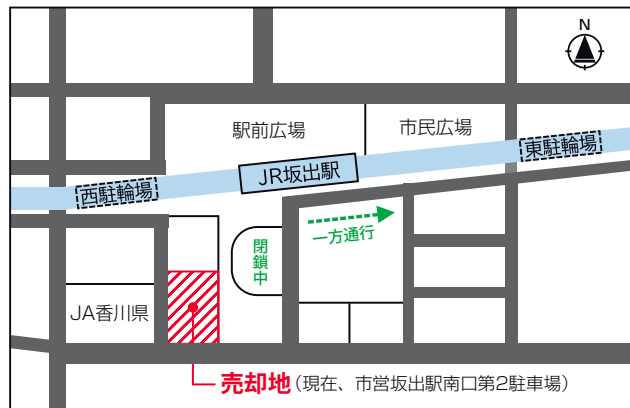 N
駅前広場
市民広場
東駐輪場
JR坂出駅
西駐輪場
一方通行
閉鎖中
JA香川県
売却地(現在、市営坂出駅南口第2駐車場)